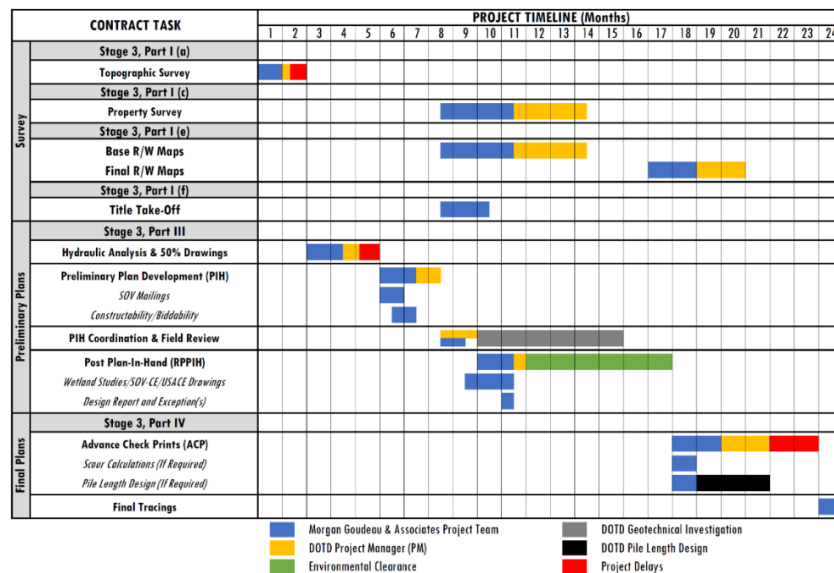 CONTRACT TASK
PROJECT TIMELINE (Months)
1 2 3 4 5 6 7 8 9 10 11 12 13 14 15 16 17 18 19 20 21 22 23 24
Survey
Stage 3, Part I (a)
Topographic Survey
Stage 3, Part I (c)
Property Survey
Stage 3, Part I (e)
Base R/W Maps
Final R/W Maps
Stage 3, Part I (f)
Title Take-Off
Preliminary Plans
Stage 3, Part III
Hydraulic Analysis & 50% Drawings
Preliminary Plan Development (PIH)
SOV Mailings
Constructability/Biddability
PIH Coordination & Field Review
Post Plan-In-Hand (RPPIH)
Wetland Studies/SOV-CE/USACE Drawings
Design Report and Exception(s)
Final Plans
Stage 3, Part IV
Advance Check Prints (ACP)
Scour Calculations (If Required)
Pile Length Design (If Required)
Final Tracings
Morgan Goudeau & Associates Project Team
DOTD Project Manager (PM)
Environmental Clearance
DOTD Geotechnical Investigation
DOTD Pile Length Design
Project Delays